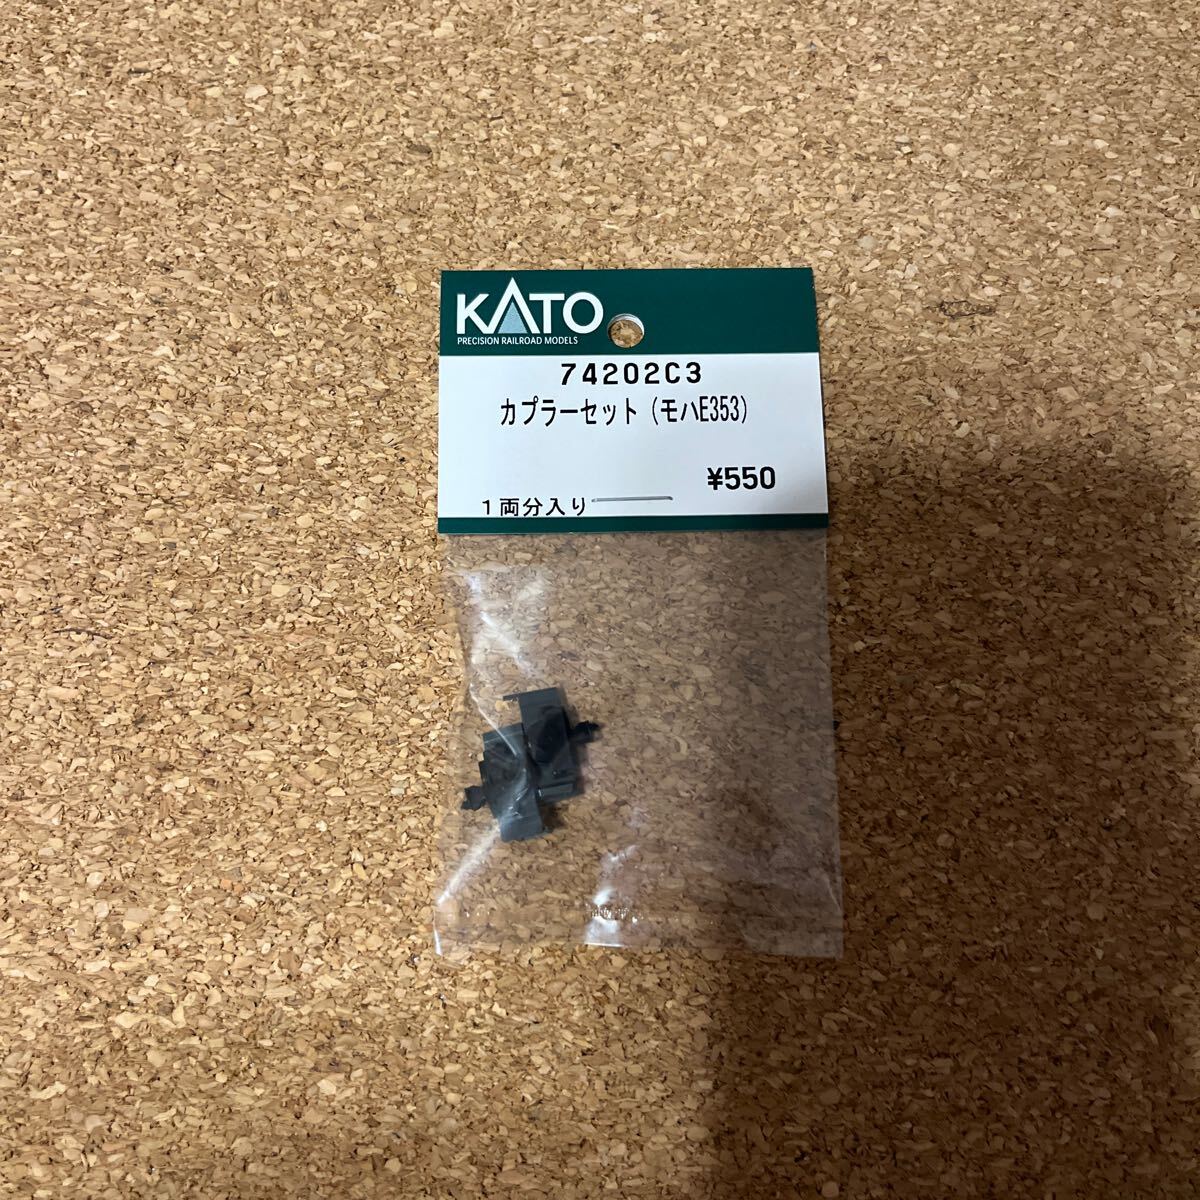 KATO
PRECISION RAILROAD MODELS
74202C3
カプラーセット（モハE353）
¥550
1両分入り